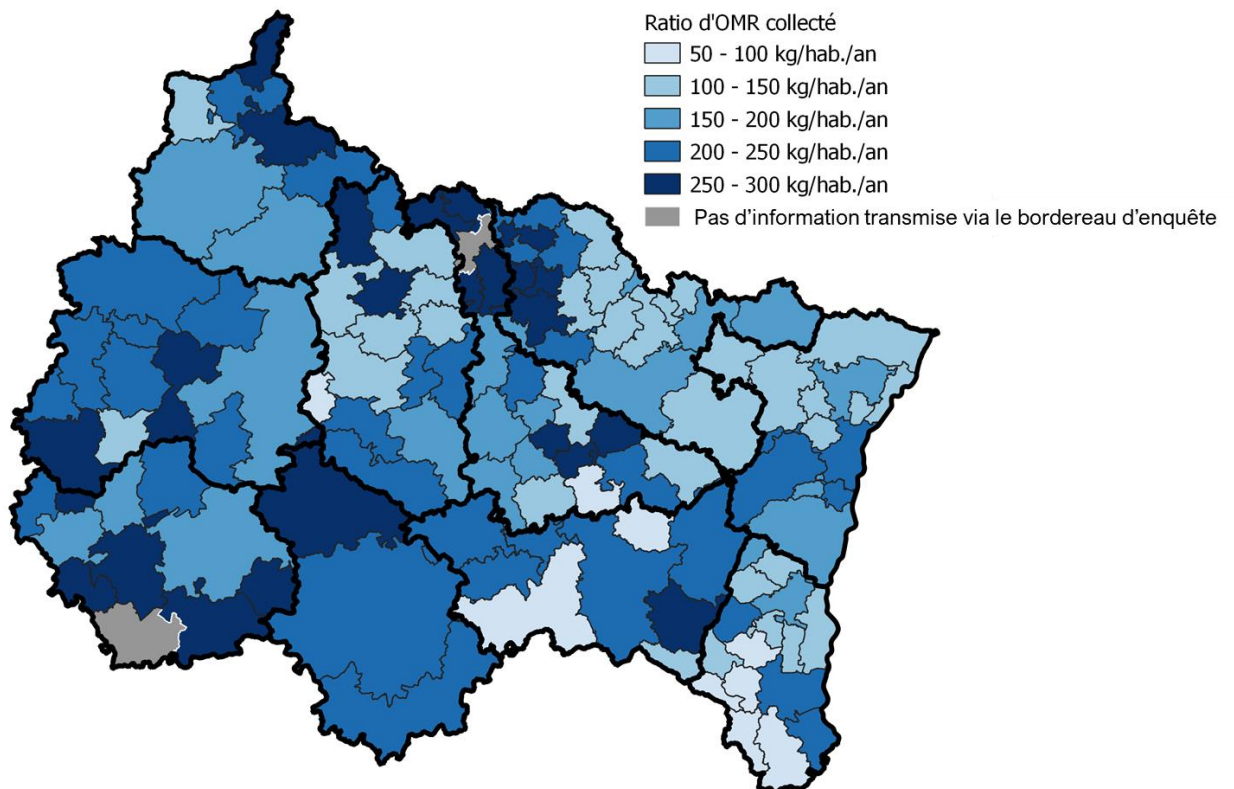 Ratio d'OMR collecté
50 - 100 kg/hab./an
100 - 150 kg/hab./an
150 - 200 kg/hab./an
200 - 250 kg/hab./an
250 - 300 kg/hab./an
Pas d’information transmise via le bordereau d’enquête